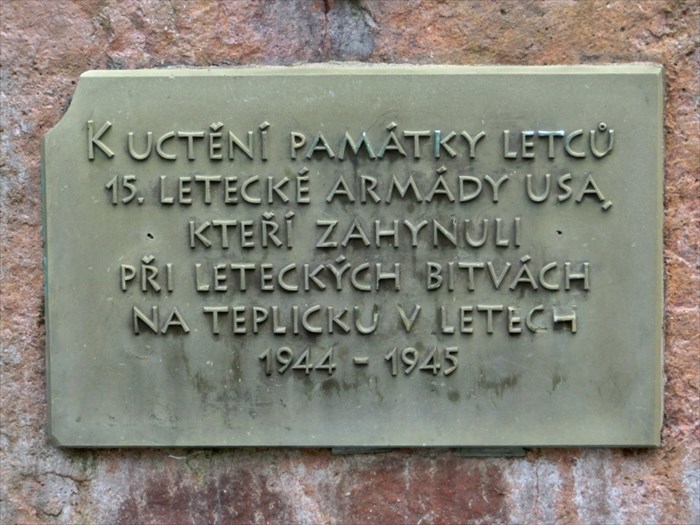 K UCTĚNÍ PAMÁTKY LETCŮ
15. LETECKÉ ARMÁDY USA,
KTEŘÍ ZAHYNULI
PŘI LETECKÝCH BITVÁCH
NA TEPLICKU V LETECH
1944 - 1945